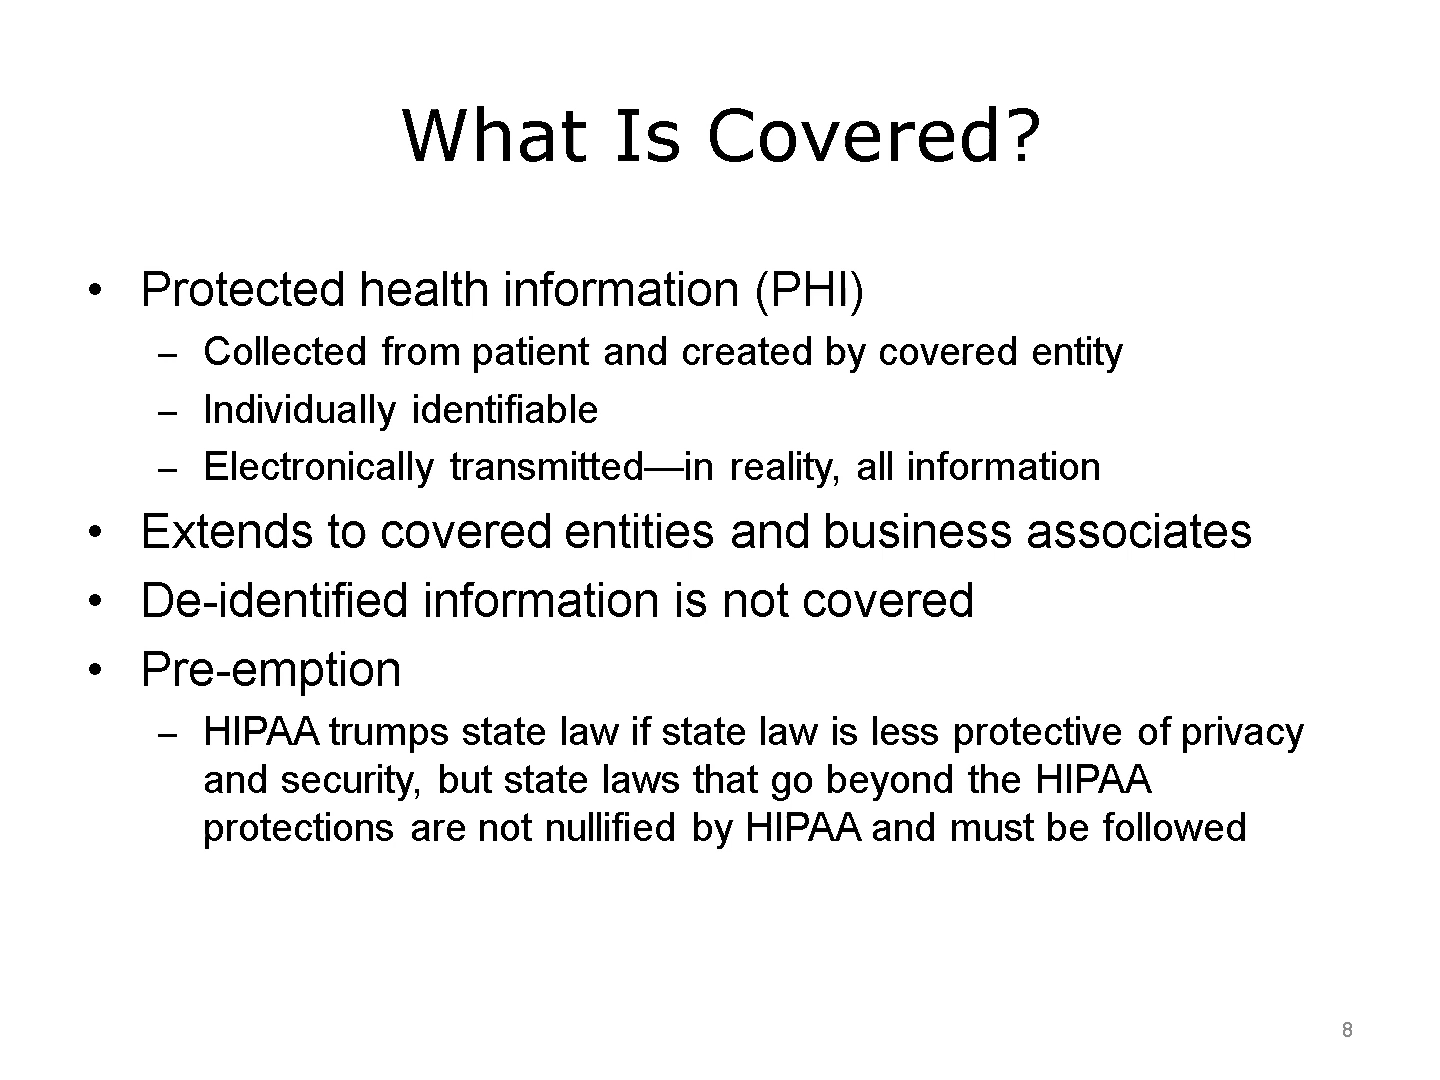 What Is Covered?
• Protected health information (PHI)
– Collected from patient and created by covered entity
– Individually identifiable
– Electronically transmitted—in reality, all information
• Extends to covered entities and business associates
• De-identified information is not covered
• Pre-emption
– HIPAA trumps state law if state law is less protective of privacy
and security, but state laws that go beyond the HIPAA
protections are not nullified by HIPAA and must be followed
8